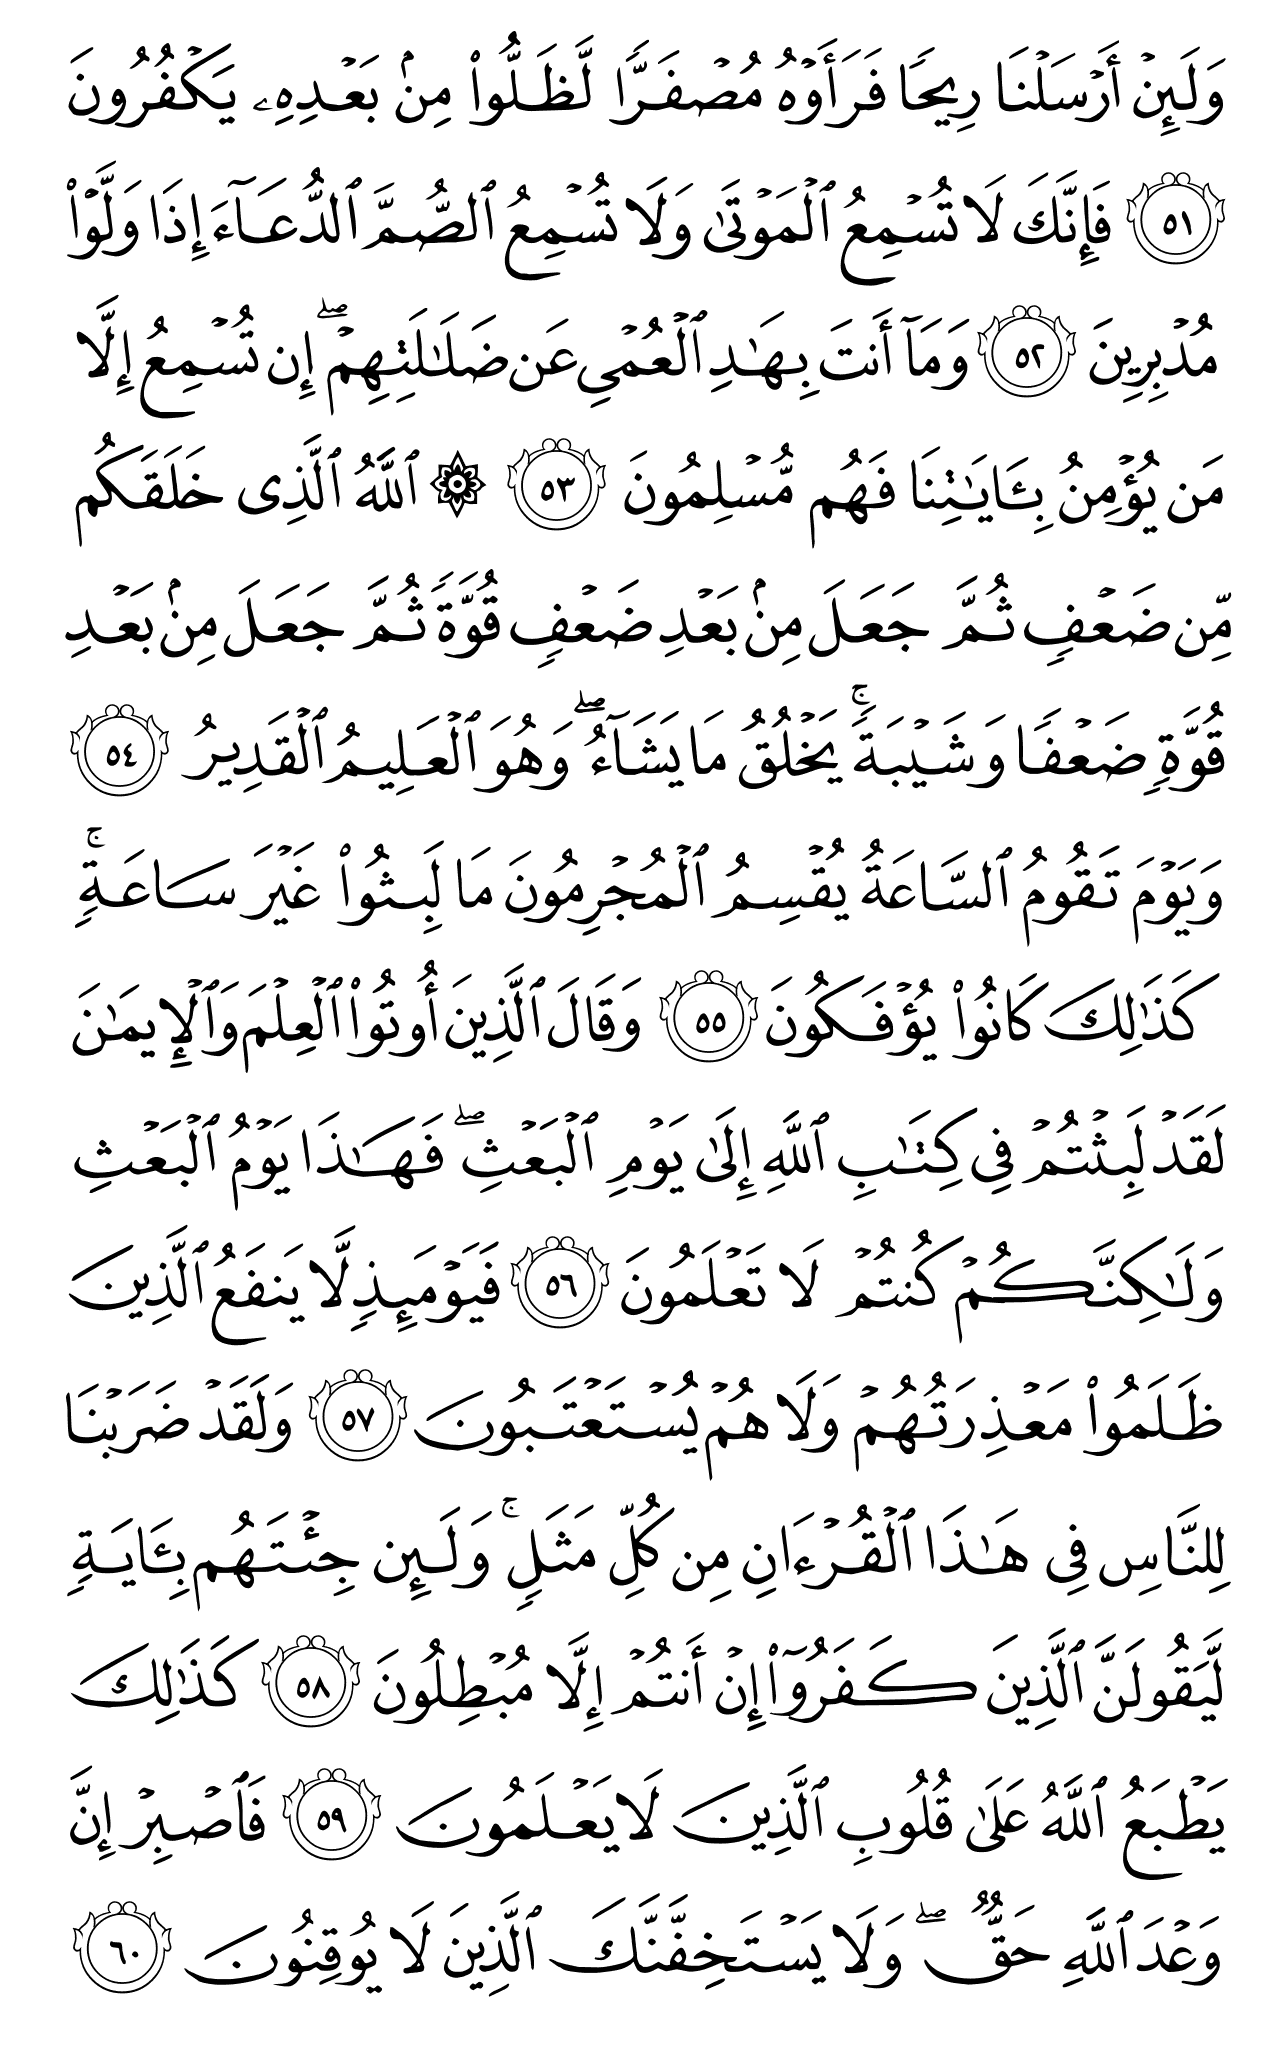 وَلَئِنۡ أَرۡسَلۡنَا رِيحٗا فَرَأَوۡهُ مُصۡفَرّٗا لَّظَلُّواْ مِنۢ بَعۡدِهِۦ يَكۡفُرُونَ
٥١ فَإِنَّكَ لَا تُسۡمِعُ ٱلۡمَوۡتَىٰ وَلَا تُسۡمِعُ ٱلصُّمَّ ٱلدُّعَآءَ إِذَا وَلَّوۡاْ
مُدۡبِرِينَ ٥٢ وَمَآ أَنتَ بِهَٰدِ ٱلۡعُمۡيِ عَن ضَلَٰلَتِهِمۡۖ إِن تُسۡمِعُ إِلَّا
مَن يُؤۡمِنُ بِـَٔايَٰتِنَا فَهُم مُّسۡلِمُونَ ٥٣ ۞ ٱللَّهُ ٱلَّذِي خَلَقَكُم
مِّن ضَعۡفٖ ثُمَّ جَعَلَ مِنۢ بَعۡدِ ضَعۡفٖ قُوَّةٗ ثُمَّ جَعَلَ مِنۢ بَعۡدِ
قُوَّةٖ ضَعۡفٗا وَشَيۡبَةٗۚ يَخۡلُقُ مَا يَشَآءُۖ وَهُوَ ٱلۡعَلِيمُ ٱلۡقَدِيرُ ٥٤
وَيَوۡمَ تَقُومُ ٱلسَّاعَةُ يُقۡسِمُ ٱلۡمُجۡرِمُونَ مَا لَبِثُواْ غَيۡرَ سَاعَةٖۚ
كَذَٰلِكَ كَانُواْ يُؤۡفَكُونَ ٥٥ وَقَالَ ٱلَّذِينَ أُوتُواْ ٱلۡعِلۡمَ وَٱلۡإِيمَٰنَ
لَقَدۡ لَبِثۡتُمۡ فِي كِتَٰبِ ٱللَّهِ إِلَىٰ يَوۡمِ ٱلۡبَعۡثِۖ فَهَٰذَا يَوۡمُ ٱلۡبَعۡثِ
وَلَٰكِنَّكُمۡ كُنتُمۡ لَا تَعۡلَمُونَ ٥٦ فَيَوۡمَئِذٖ لَّا يَنفَعُ ٱلَّذِينَ
ظَلَمُواْ مَعۡذِرَتُهُمۡ وَلَا هُمۡ يُسۡتَعۡتَبُونَ ٥٧ وَلَقَدۡ ضَرَبۡنَا
لِلنَّاسِ فِي هَٰذَا ٱلۡقُرۡءَانِ مِن كُلِّ مَثَلٖۚ وَلَئِن جِئۡتَهُم بِـَٔايَةٖ
لَّيَقُولَنَّ ٱلَّذِينَ كَفَرُوٓاْ إِنۡ أَنتُمۡ إِلَّا مُبۡطِلُونَ ٥٨ كَذَٰلِكَ
يَطۡبَعُ ٱللَّهُ عَلَىٰ قُلُوبِ ٱلَّذِينَ لَا يَعۡلَمُونَ ٥٩ فَٱصۡبِرۡ إِنَّ
وَعۡدَ ٱللَّهِ حَقّٞۖ وَلَا يَسۡتَخِفَّنَّكَ ٱلَّذِينَ لَا يُوقِنُونَ ٦٠